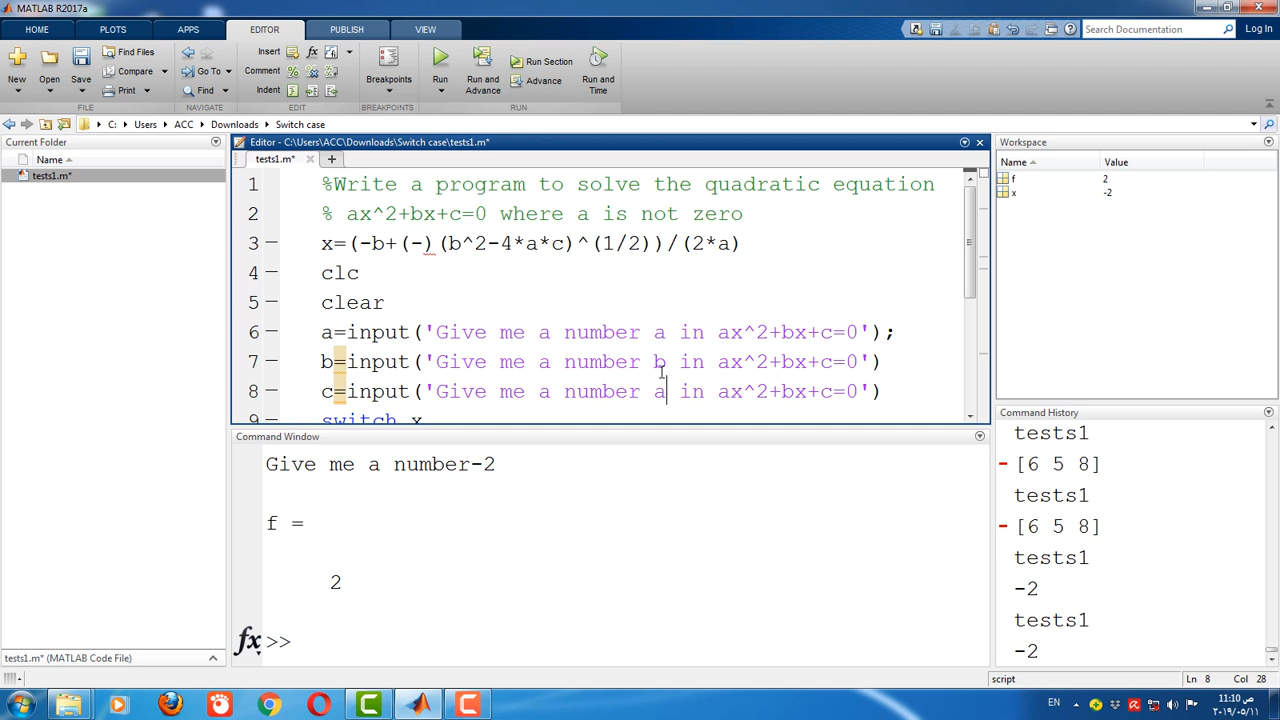 MATLAB R2017a
HOME PLOTS APPS EDITOR PUBLISH VIEW
Search Documentation Log In
New Open Save Find Files Compare Print
Go To Find
Insert Comment Indent
Breakpoints
Run Run and Advance Run Section Advance Run and Time
FILE NAVIGATE EDIT BREAKPOINTS RUN
C: Users ACC Downloads Switch case
Current Folder
Name
tests1.m*
Editor - C:\Users\ACC\Downloads\Switch case\tests1.m*
tests1.m* +
1 %Write a program to solve the quadratic equation
2 % ax^2+bx+c=0 where a is not zero
3 x=(-b+(-)(b^2-4*a*c)^(1/2))/(2*a)
4 clc
5 clear
6 a=input('Give me a number a in ax^2+bx+c=0');
7 b=input('Give me a number b in ax^2+bx+c=0')
8 c=input('Give me a number a in ax^2+bx+c=0')
9 switch x
Workspace
Name Value
f 2
x -2
Command Window
Give me a number-2
f =
2
fx >>
Command History
tests1
[6 5 8]
tests1
[6 5 8]
tests1
-2
tests1
-2
tests1.m* (MATLAB Code File)
script Ln 8 Col 28
EN 11:10 ص
٢٠١٩/٠٥/١١